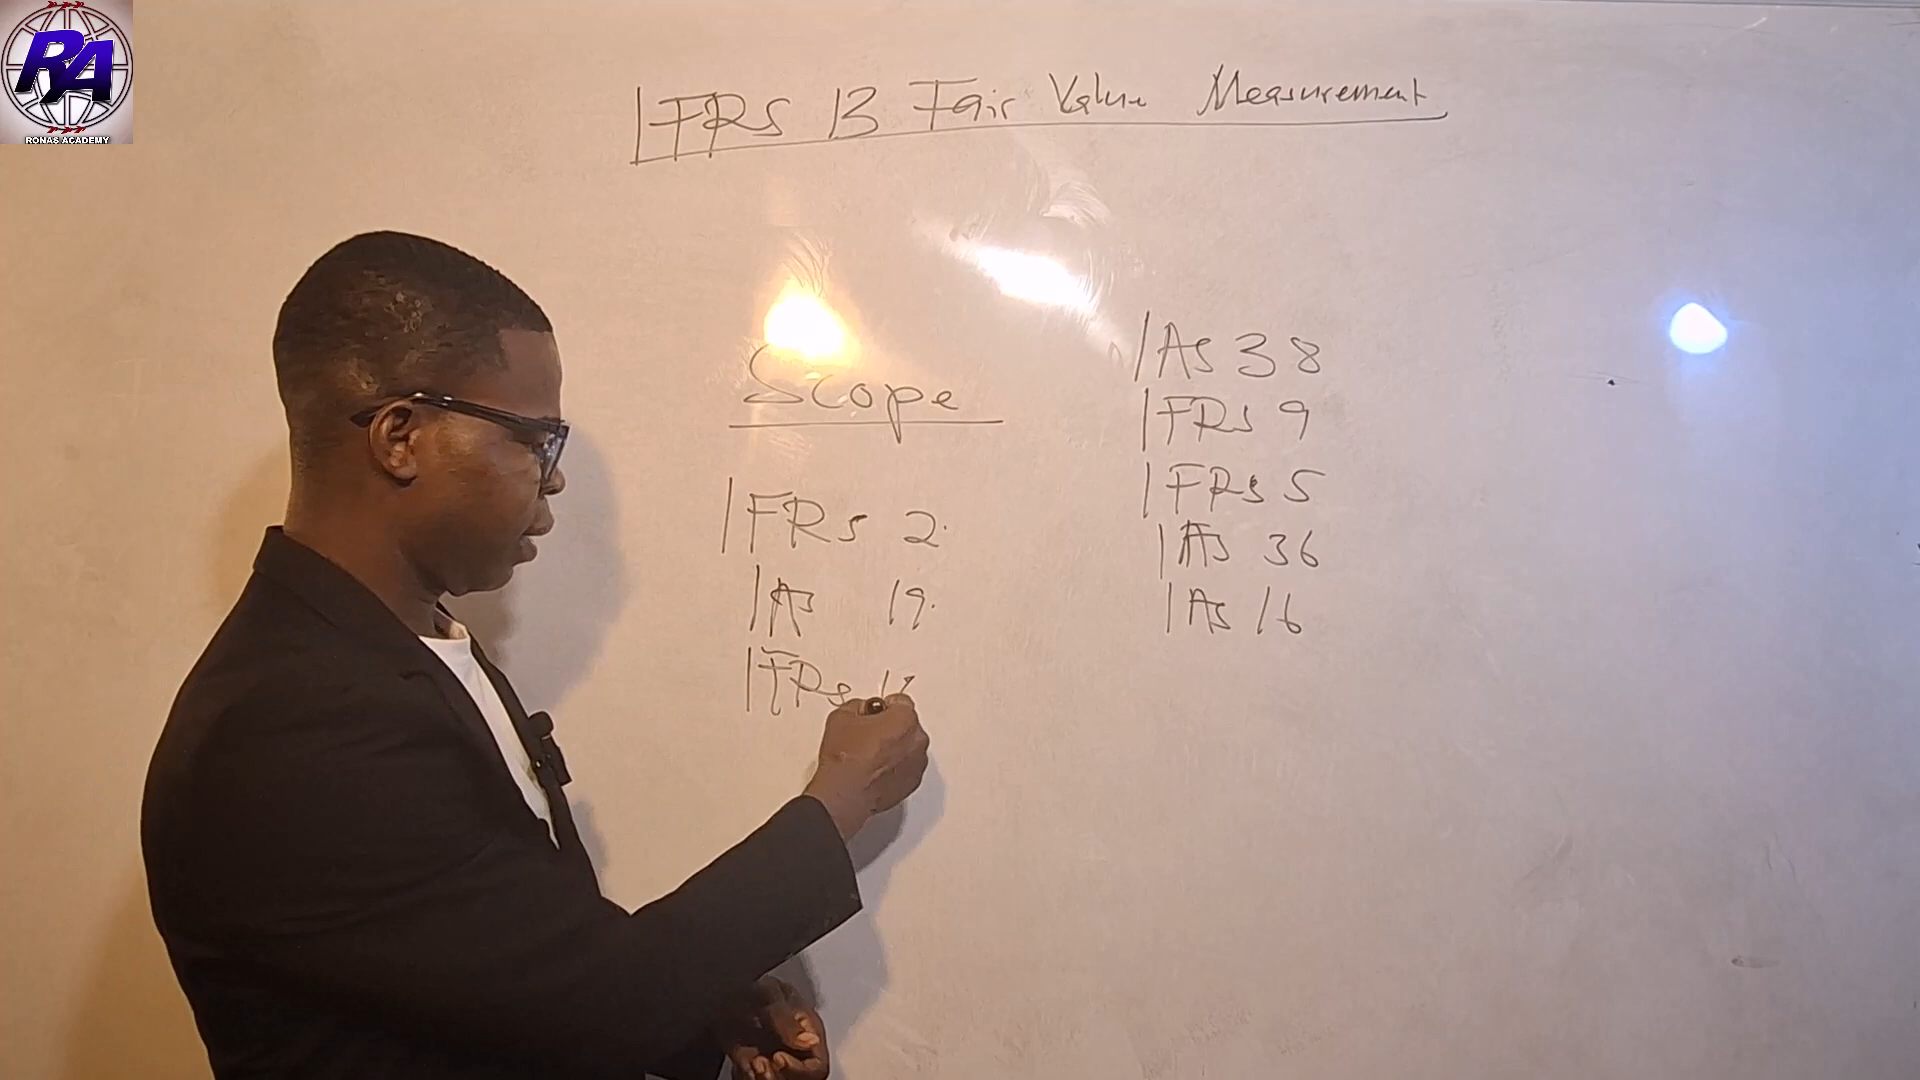 RA
RONAS ACADEMY
IFRS 13 Fair Value Measurement
Scope
IFRS 2.
IAS 19.
IFRS
IAS 38
IFRS 9
IFRS 5
IAS 36
IAS 16